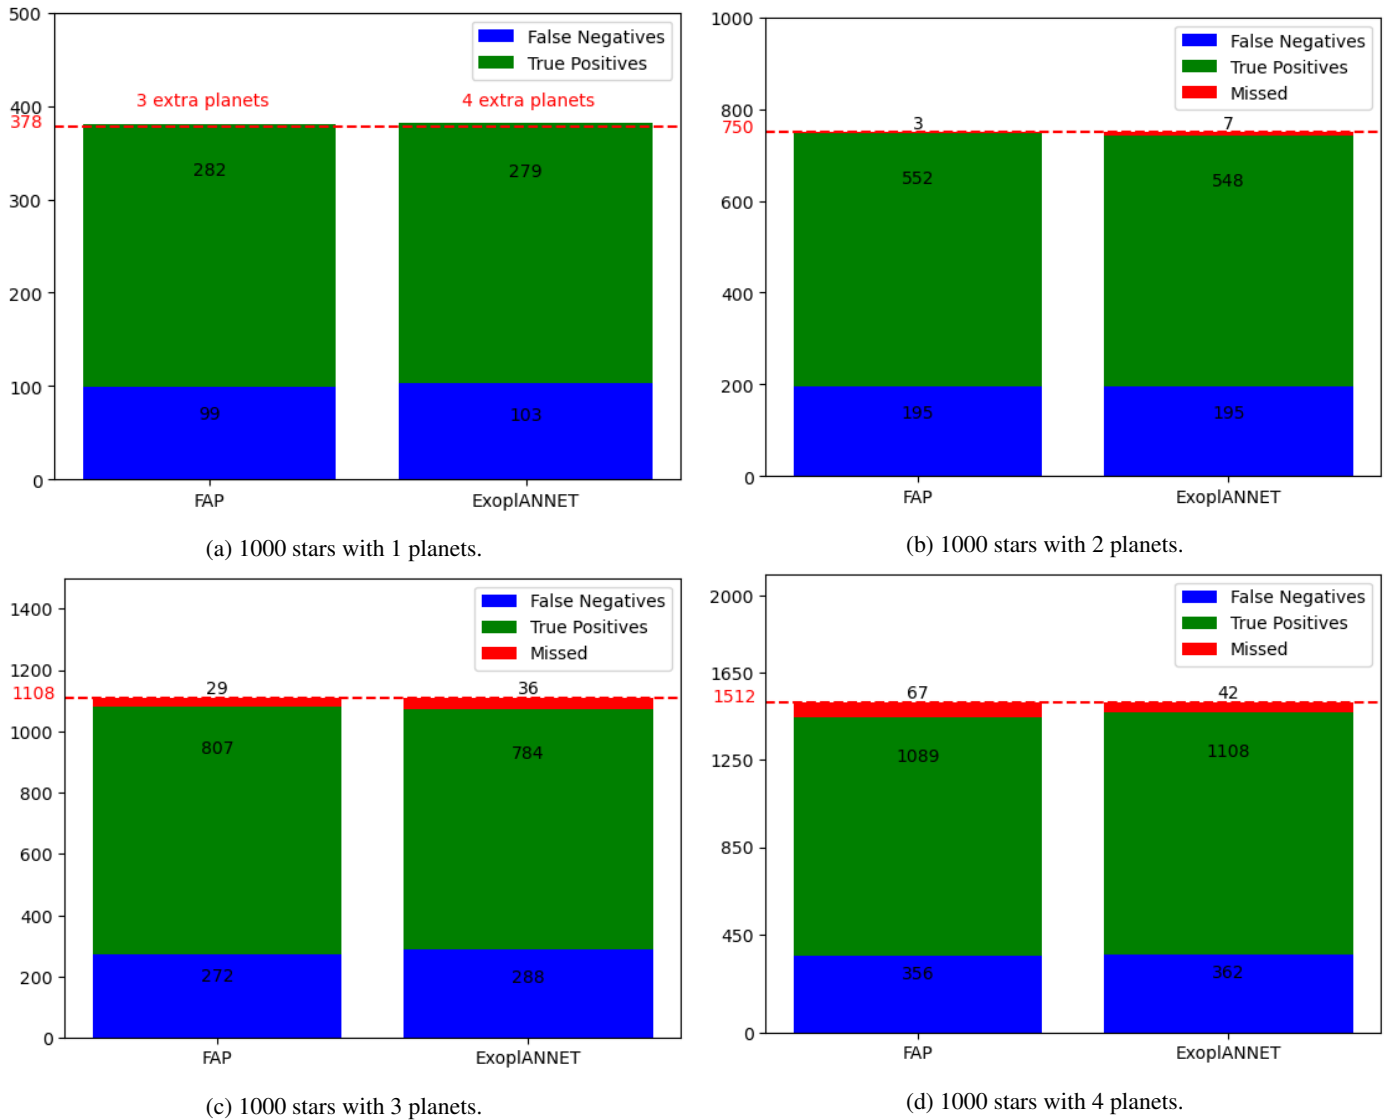 500
400
378
300
200
100
0
False Negatives
True Positives
3 extra planets
4 extra planets
282
279
99
103
FAP
ExoplANNET
(a) 1000 stars with 1 planets.
1000
800
750
600
400
200
0
False Negatives
True Positives
Missed
3
7
552
548
195
195
FAP
ExoplANNET
(b) 1000 stars with 2 planets.
1400
1200
1108
1000
800
600
400
200
0
False Negatives
True Positives
Missed
29
36
807
784
272
288
FAP
ExoplANNET
(c) 1000 stars with 3 planets.
2000
1650
1512
1250
850
450
0
False Negatives
True Positives
Missed
67
42
1089
1108
356
362
FAP
ExoplANNET
(d) 1000 stars with 4 planets.